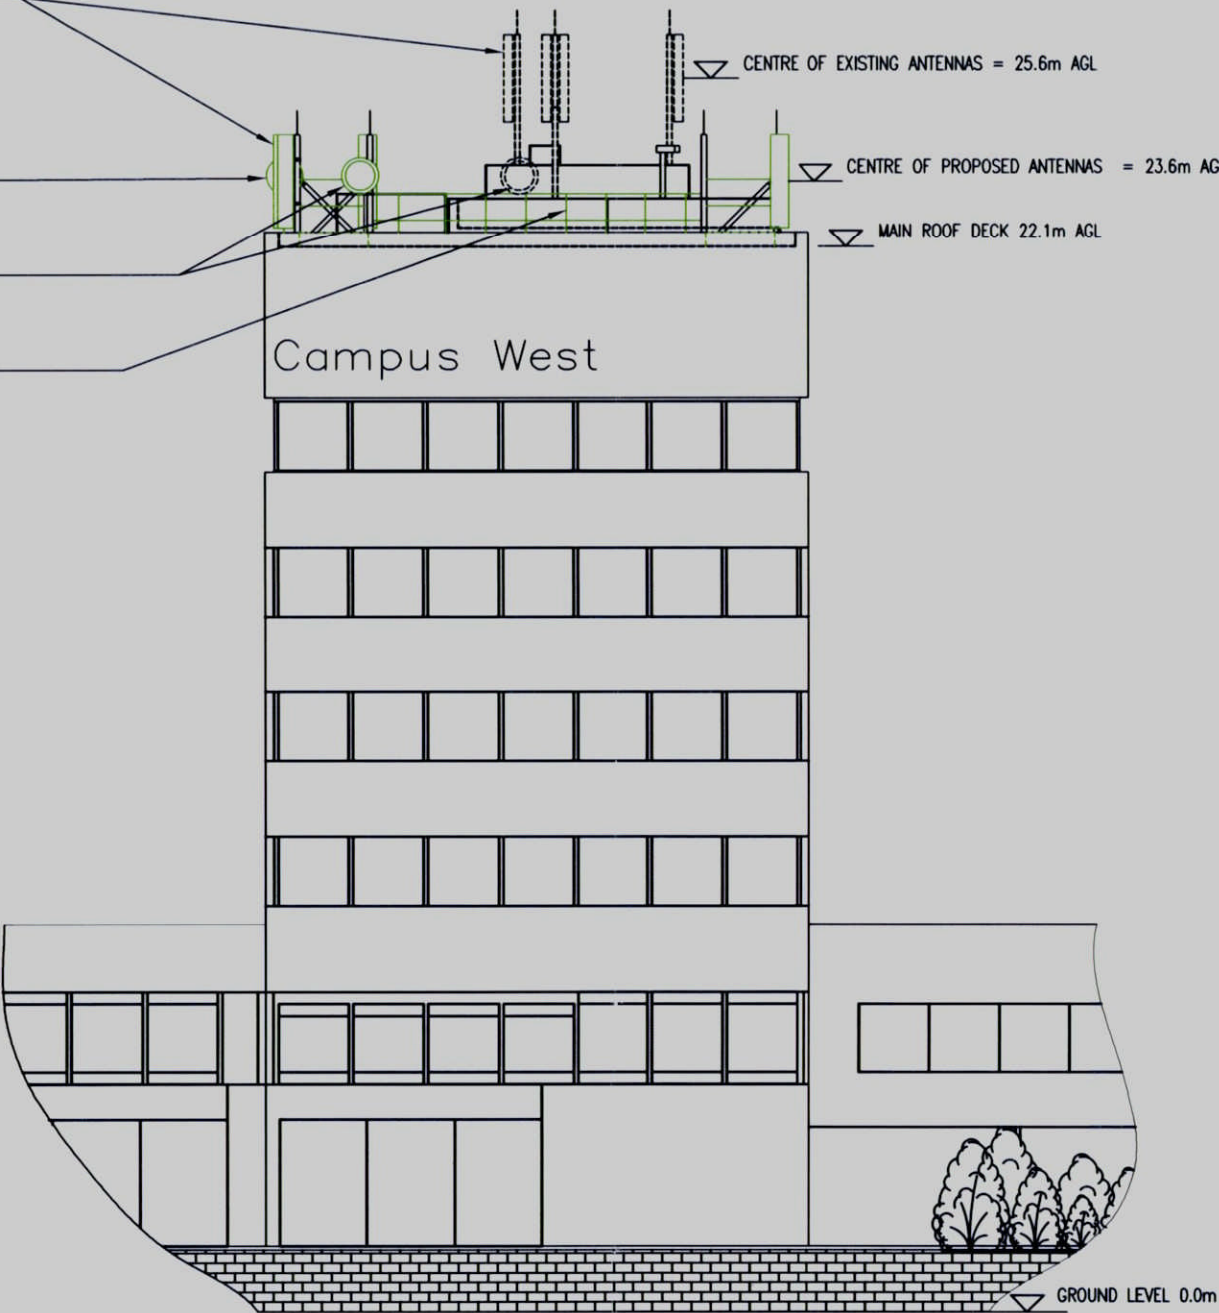 CENTRE OF EXISTING ANTENNAS = 25.6m AGL
CENTRE OF PROPOSED ANTENNAS = 23.6m AG
MAIN ROOF DECK 22.1m AGL
Campus West
GROUND LEVEL 0.0m